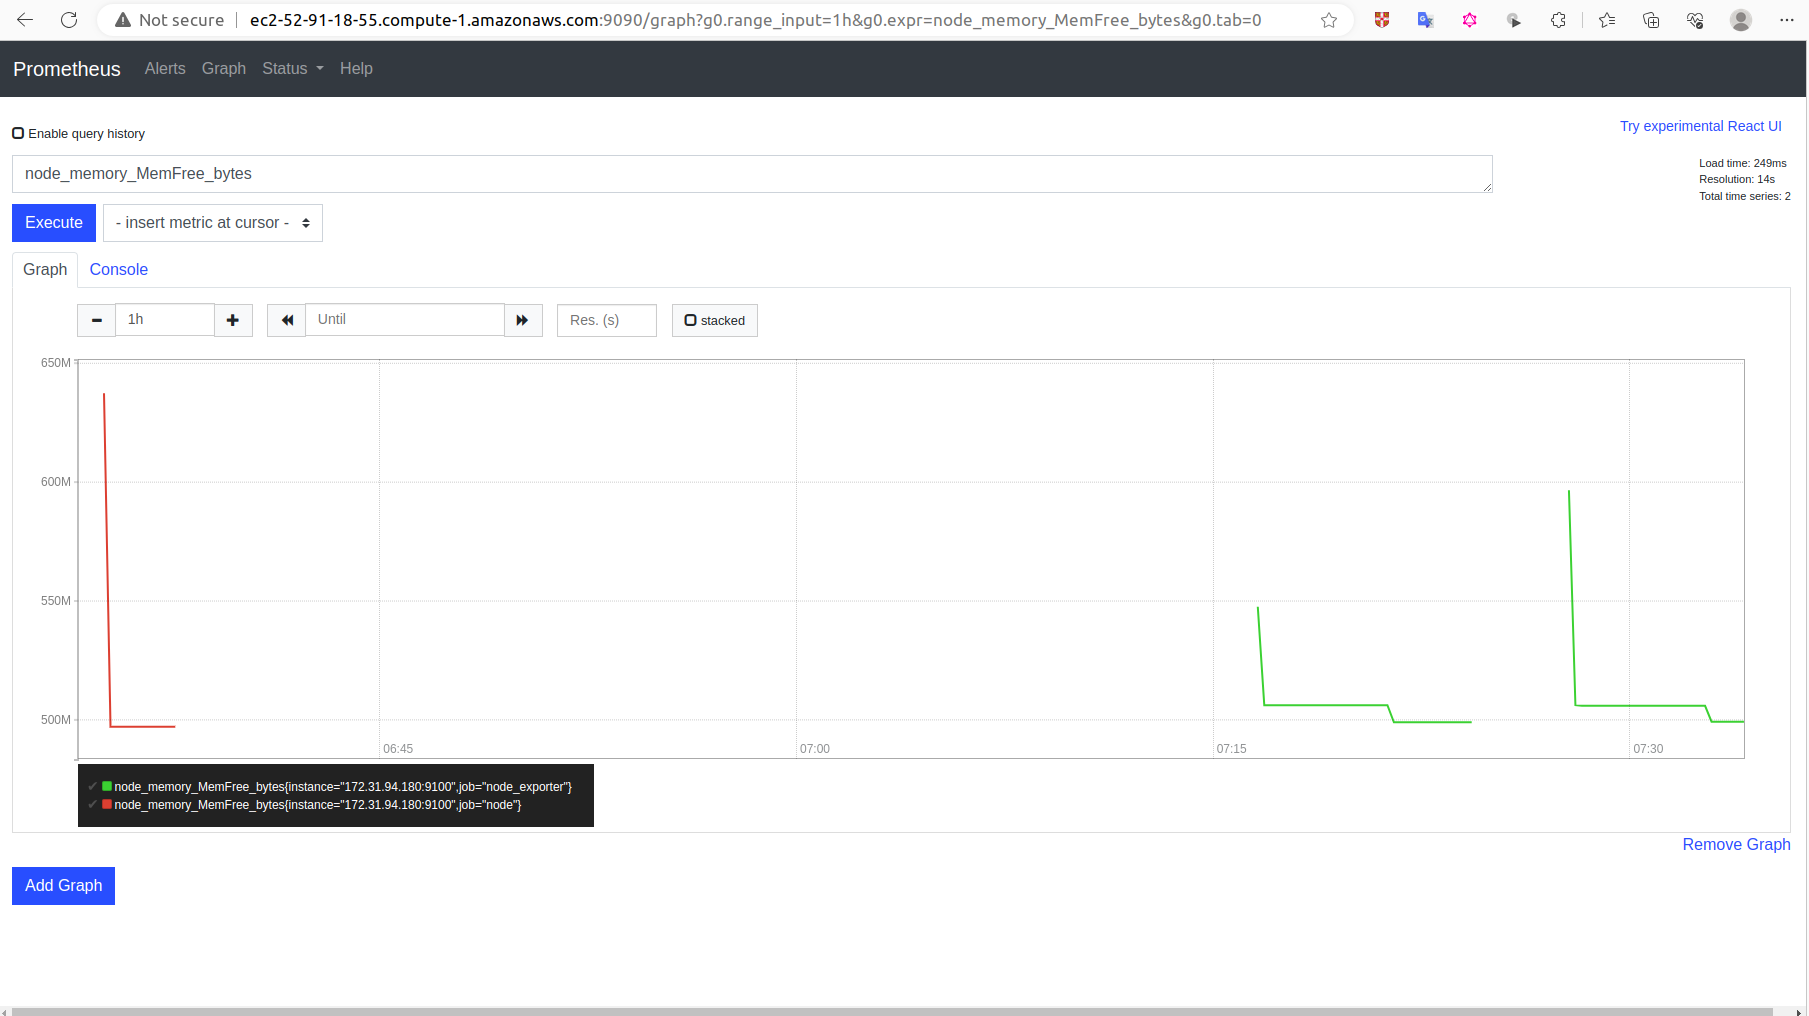 Not secure | ec2-52-91-18-55.compute-1.amazonaws.com:9090/graph?g0.range_input=1h&g0.expr=node_memory_MemFree_bytes&g0.tab=0
Prometheus Alerts Graph Status Help
Enable query history
Try experimental React UI
node_memory_MemFree_bytes
Load time: 249ms
Resolution: 14s
Total time series: 2
Execute - insert metric at cursor -
Graph Console
1h Until Res. (s) stacked
650M
600M
550M
500M
06:45 07:00 07:15 07:30
node_memory_MemFree_bytes{instance="172.31.94.180:9100",job="node_exporter"}
node_memory_MemFree_bytes{instance="172.31.94.180:9100",job="node"}
Remove Graph
Add Graph